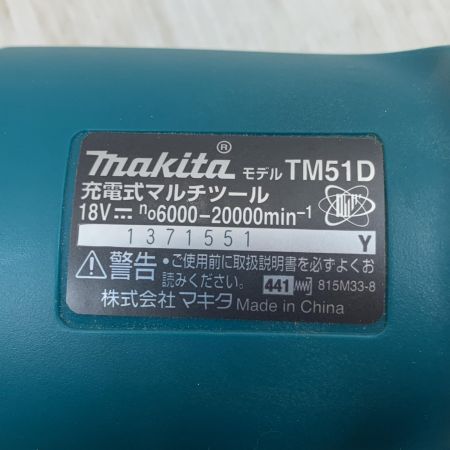 makita® モデル TM51D
充電式マルチツール
18V⎓ no6000-20000min-1
1371551 Y
⚠警告 ・ご使用前に取扱説明書を必ずよくお
読みください。 441 815M33-8
株式会社 マキタ Made in China